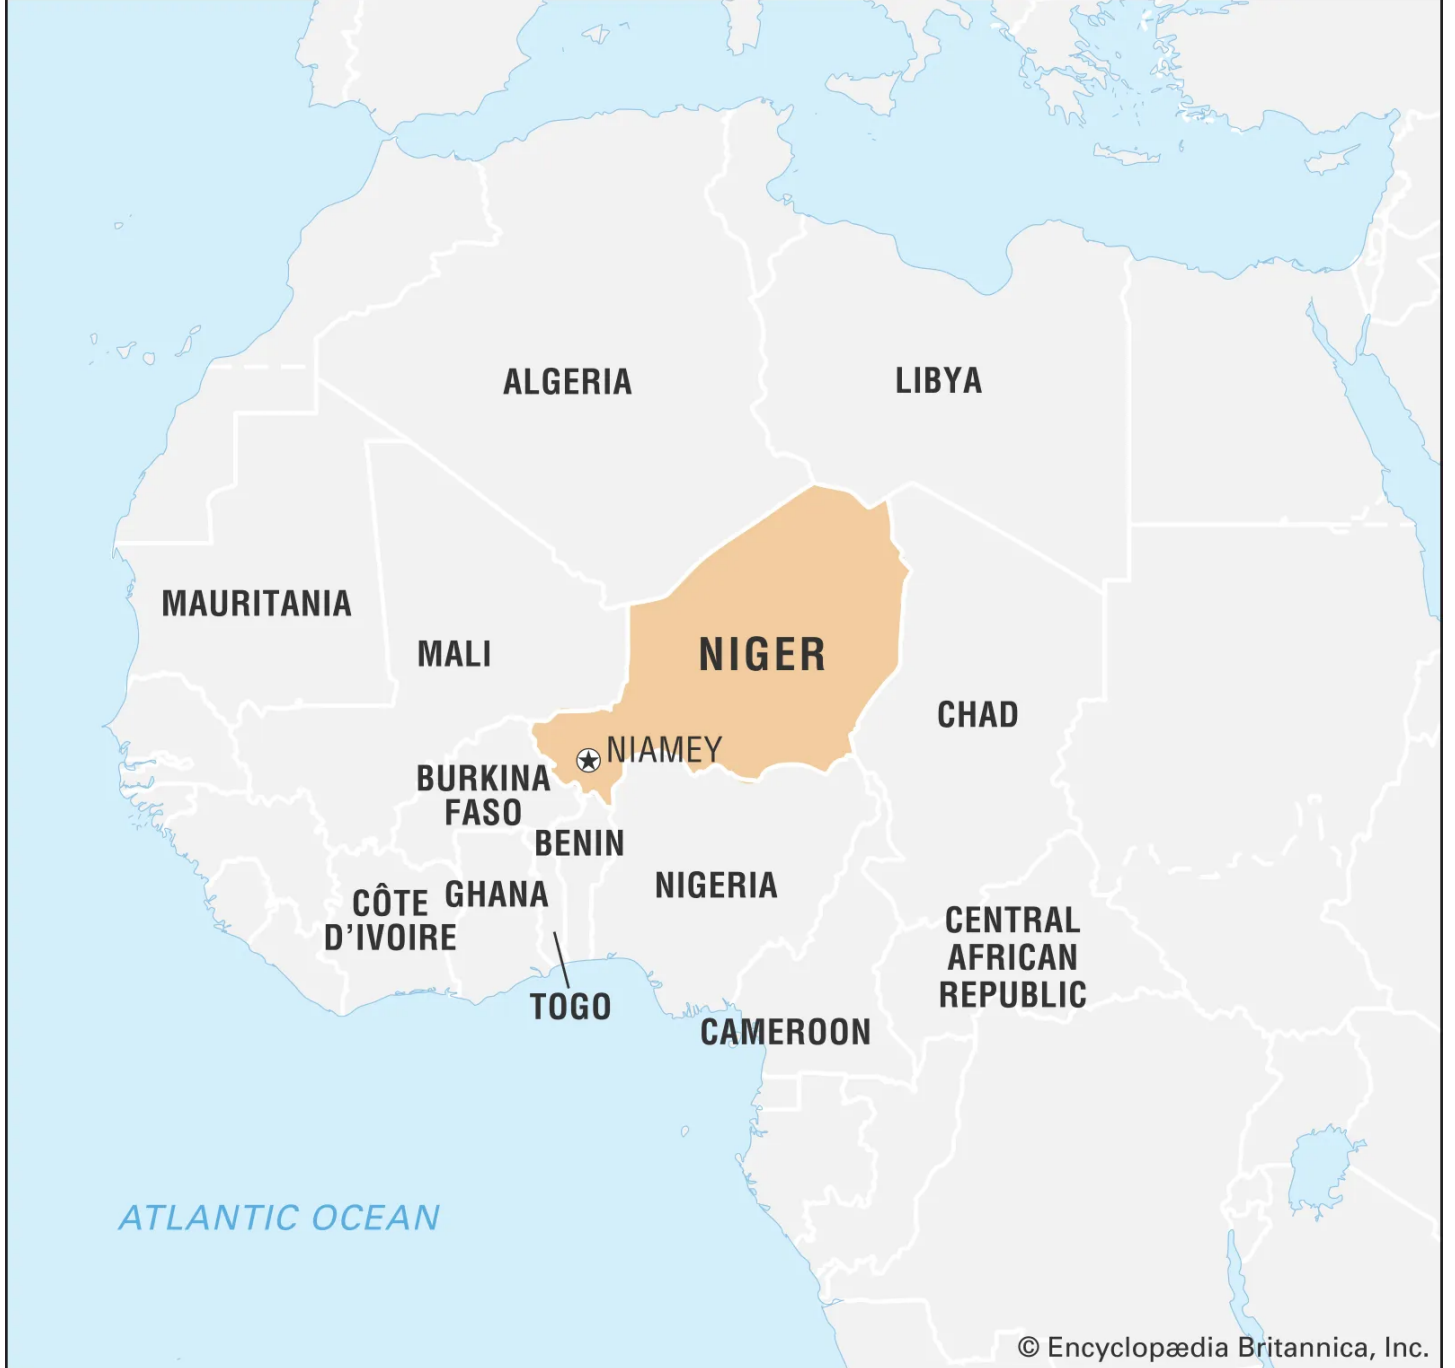 ALGERIA
LIBYA
MAURITANIA
MALI
NIGER
CHAD
NIAMEY
BURKINA
FASO
BENIN
NIGERIA
CÔTE
D’IVOIRE
GHANA
TOGO
CENTRAL
AFRICAN
REPUBLIC
CAMEROON
ATLANTIC OCEAN
© Encyclopædia Britannica, Inc.